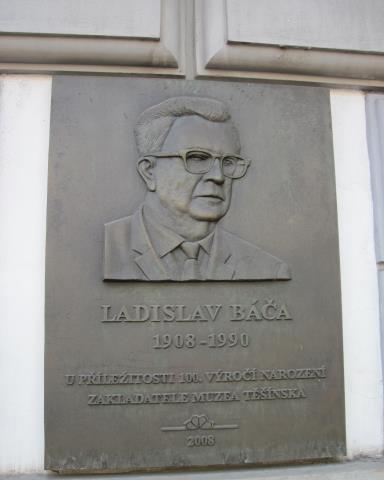 LADISLAV BÁČA
1908-1990
U PŘÍLEŽITOSTI 100. VÝROČÍ NAROZENÍ
ZAKLADATELE MUZEA TĚŠÍNSKA
2008